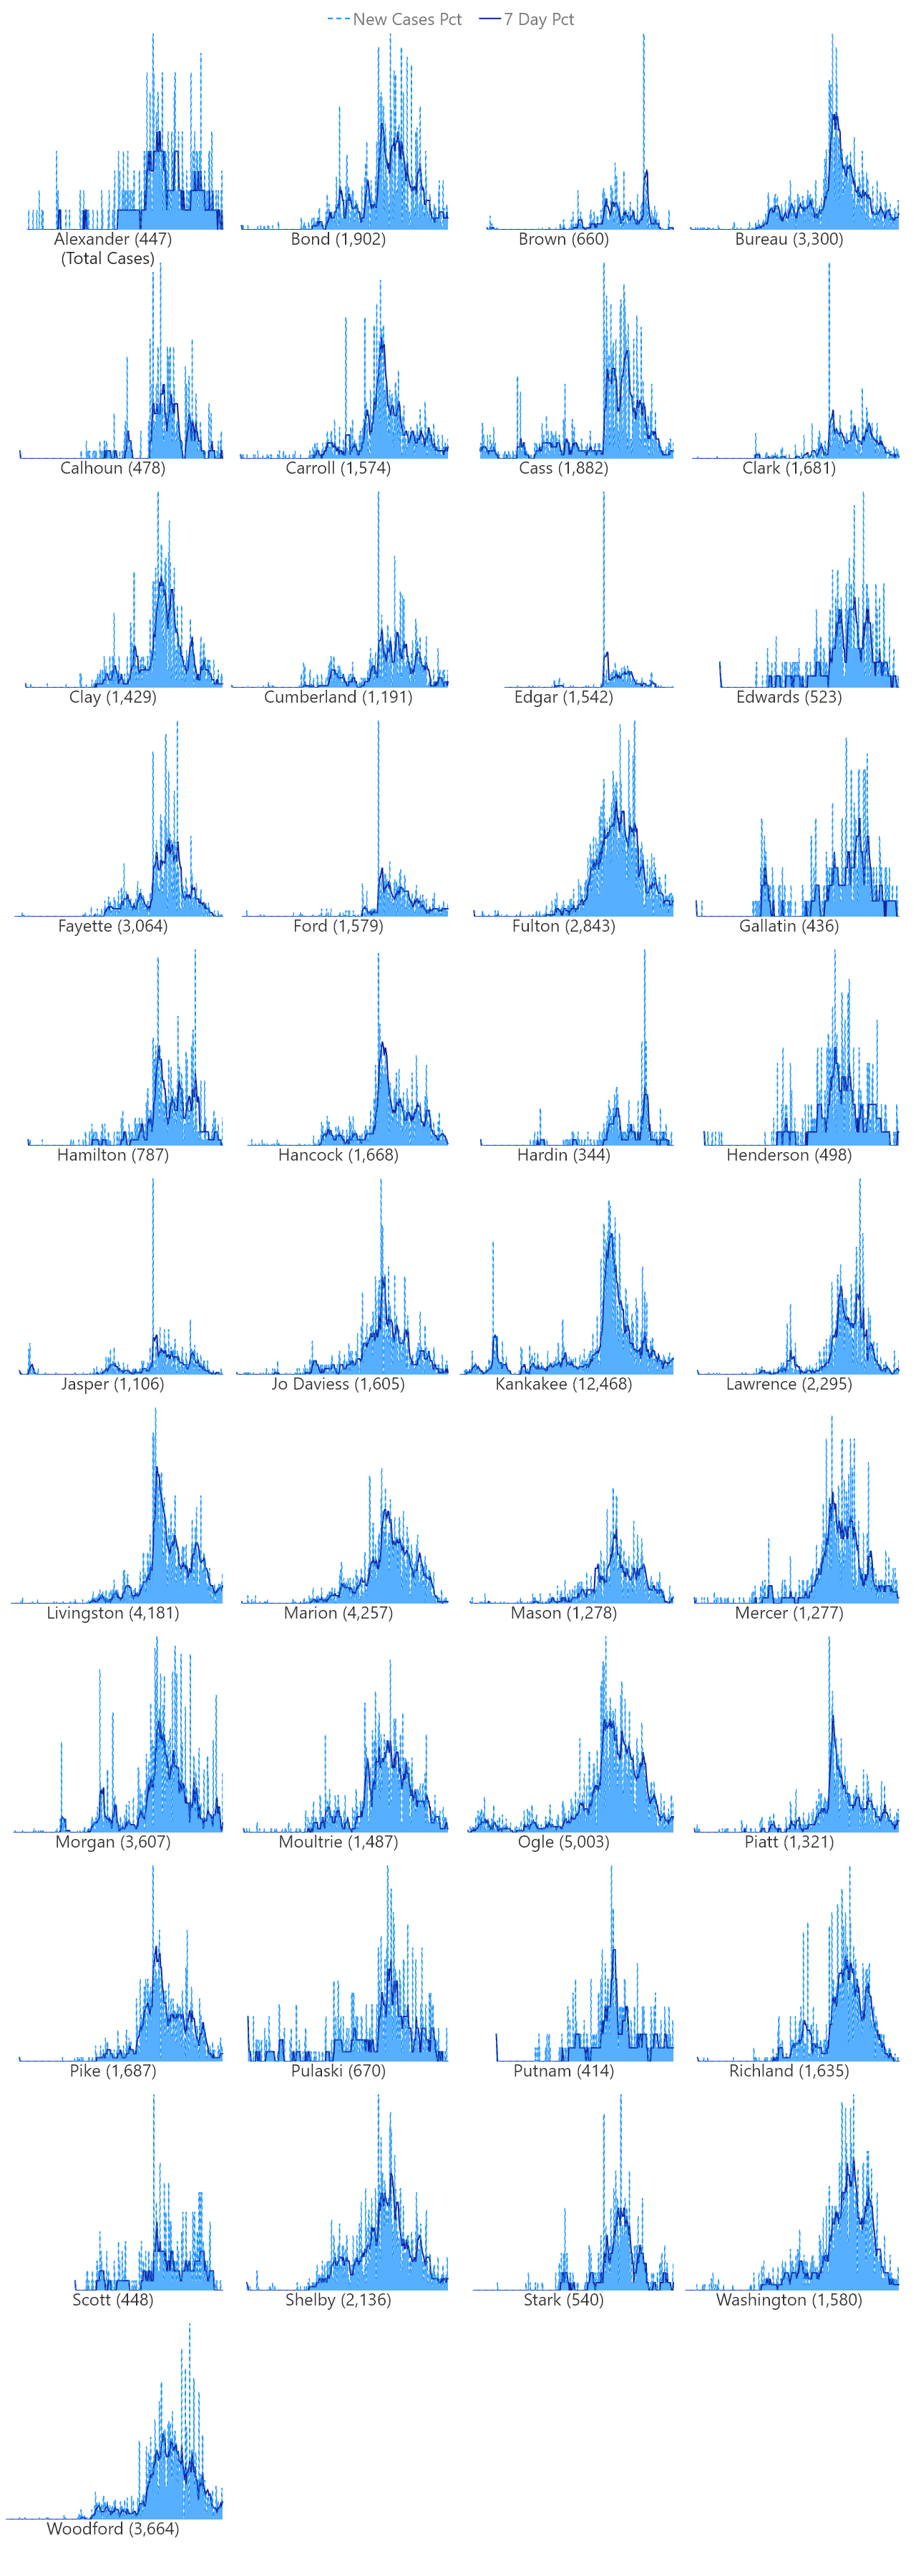 New Cases Pct 7 Day Pct
Alexander (447) Bond (1,902) Brown (660) Bureau (3,300)
(Total Cases)
Calhoun (478) Carroll (1,574) Cass (1,882) Clark (1,681)
Clay (1,429) Cumberland (1,191) Edgar (1,542) Edwards (523)
Fayette (3,064) Ford (1,579) Fulton (2,843) Gallatin (436)
Hamilton (787) Hancock (1,668) Hardin (344) Henderson (498)
Jasper (1,106) Jo Daviess (1,605) Kankakee (12,468) Lawrence (2,295)
Livingston (4,181) Marion (4,257) Mason (1,278) Mercer (1,277)
Morgan (3,607) Moultrie (1,487) Ogle (5,003) Piatt (1,321)
Pike (1,687) Pulaski (670) Putnam (414) Richland (1,635)
Scott (448) Shelby (2,136) Stark (540) Washington (1,580)
Woodford (3,664)